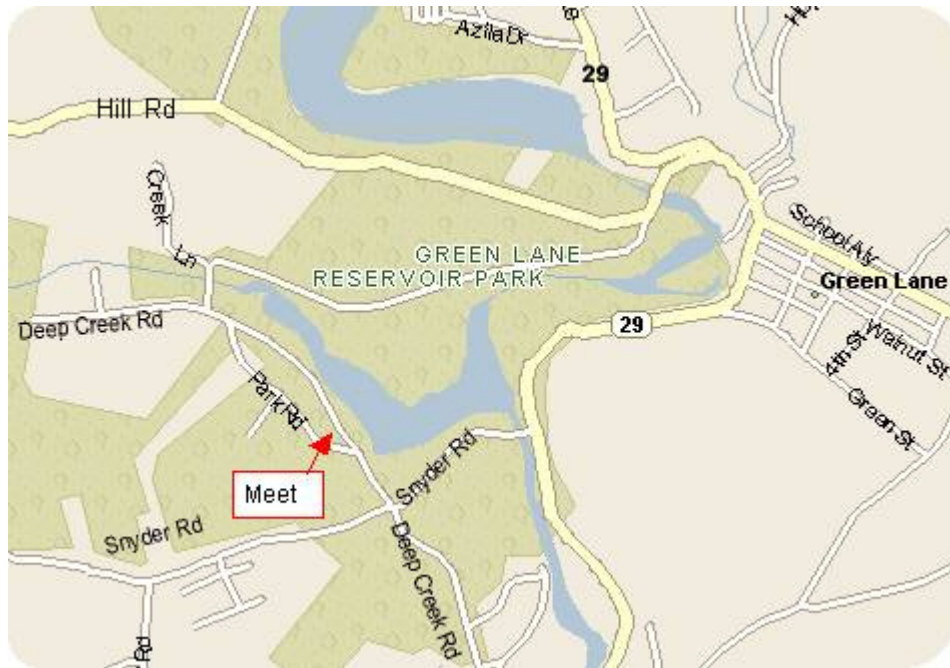 Azila Dr
29
Hill Rd
Creek
Ln
School Aly
GREEN LANE
RESERVOIR PARK
Green Lane
Deep Creek Rd
29
Walnut St
4th St
Park Rd
Green St
Meet
Snyder Rd
Snyder Rd
Deep Creek Rd
Rd